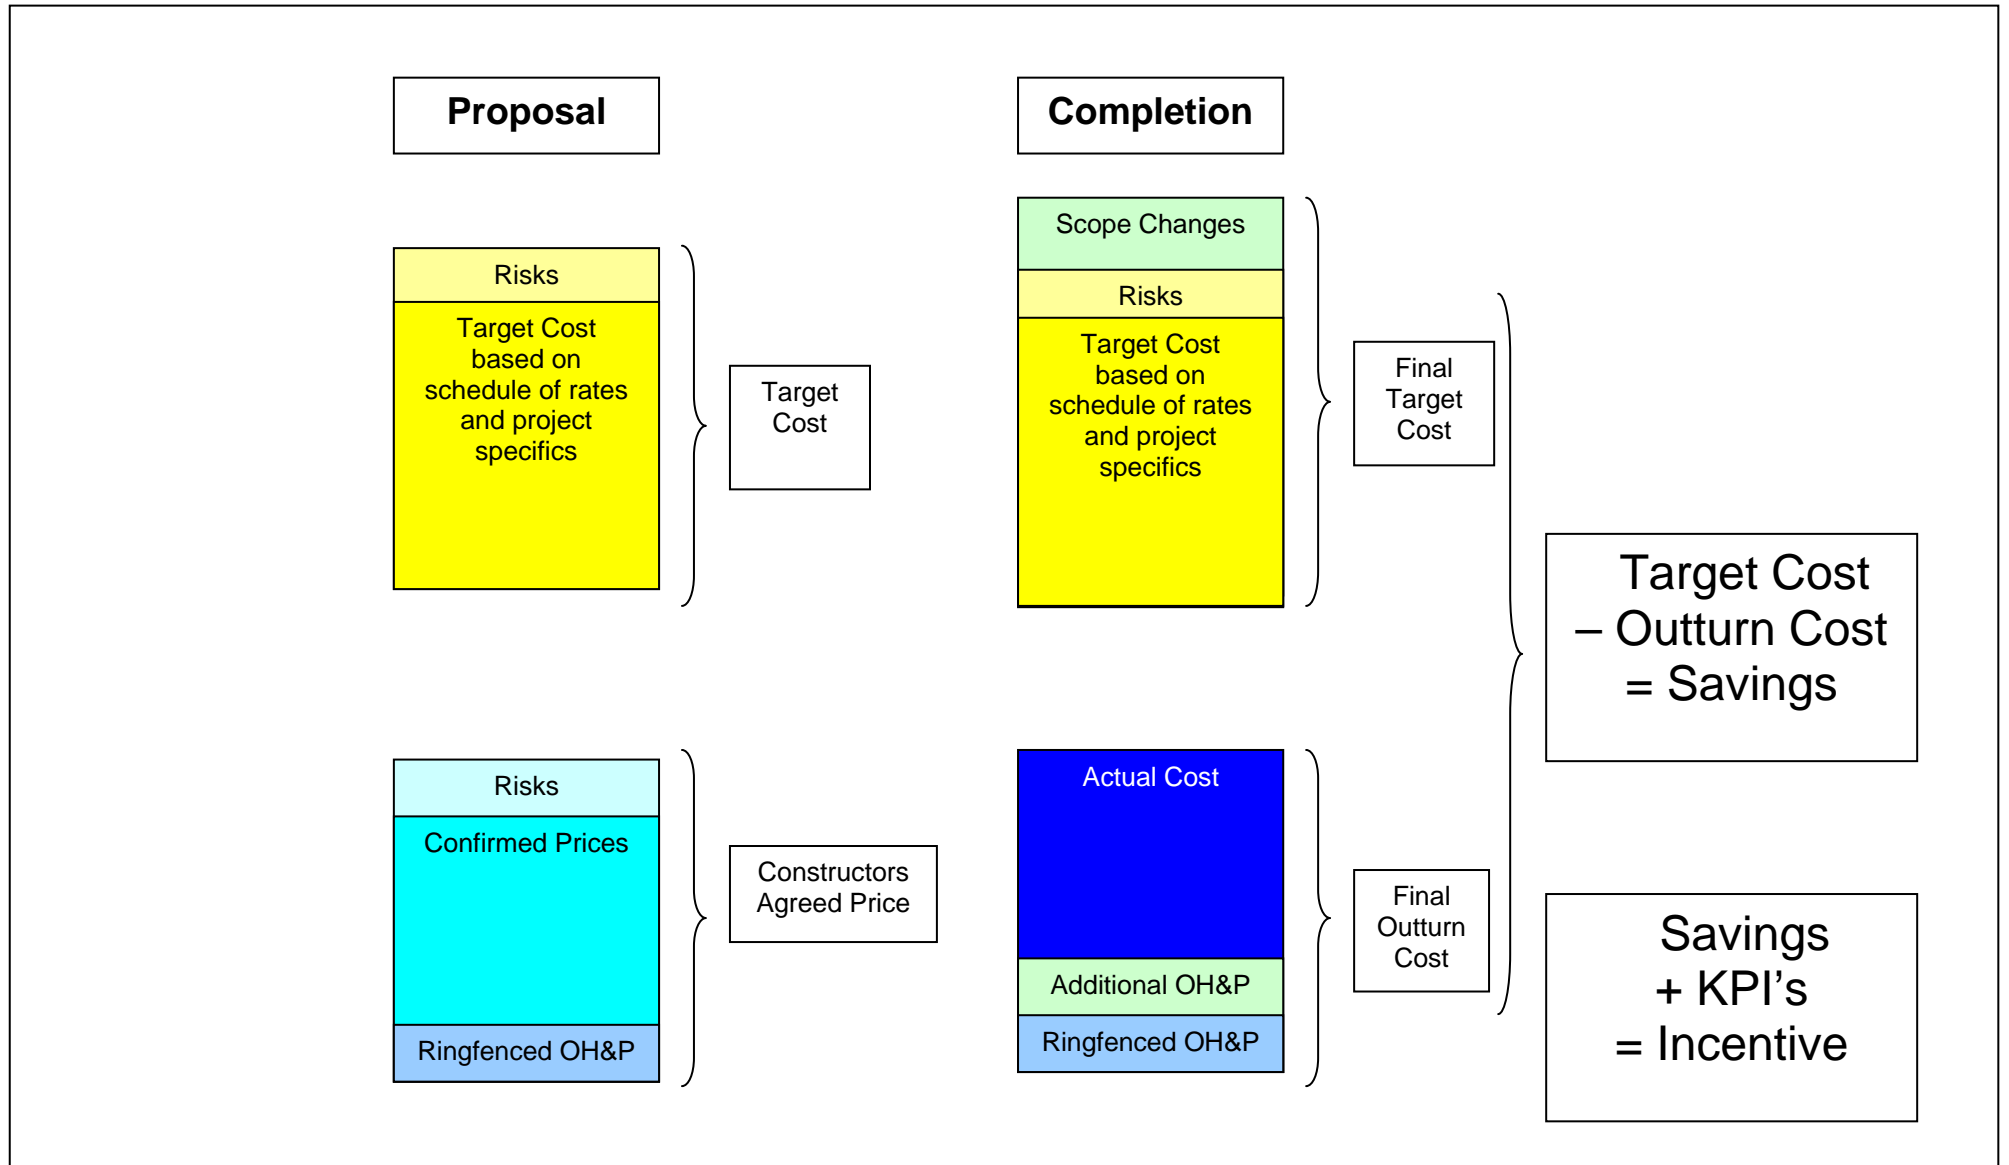 Proposal
Completion
Risks
Target Cost
based on
schedule of rates
and project
specifics
Target
Cost
Scope Changes
Risks
Target Cost
based on
schedule of rates
and project
specifics
Final
Target
Cost
Target Cost
– Outturn Cost
= Savings
Risks
Confirmed Prices
Ringfenced OH&P
Constructors
Agreed Price
Actual Cost
Additional OH&P
Ringfenced OH&P
Final
Outturn
Cost
Savings
+ KPI’s
= Incentive